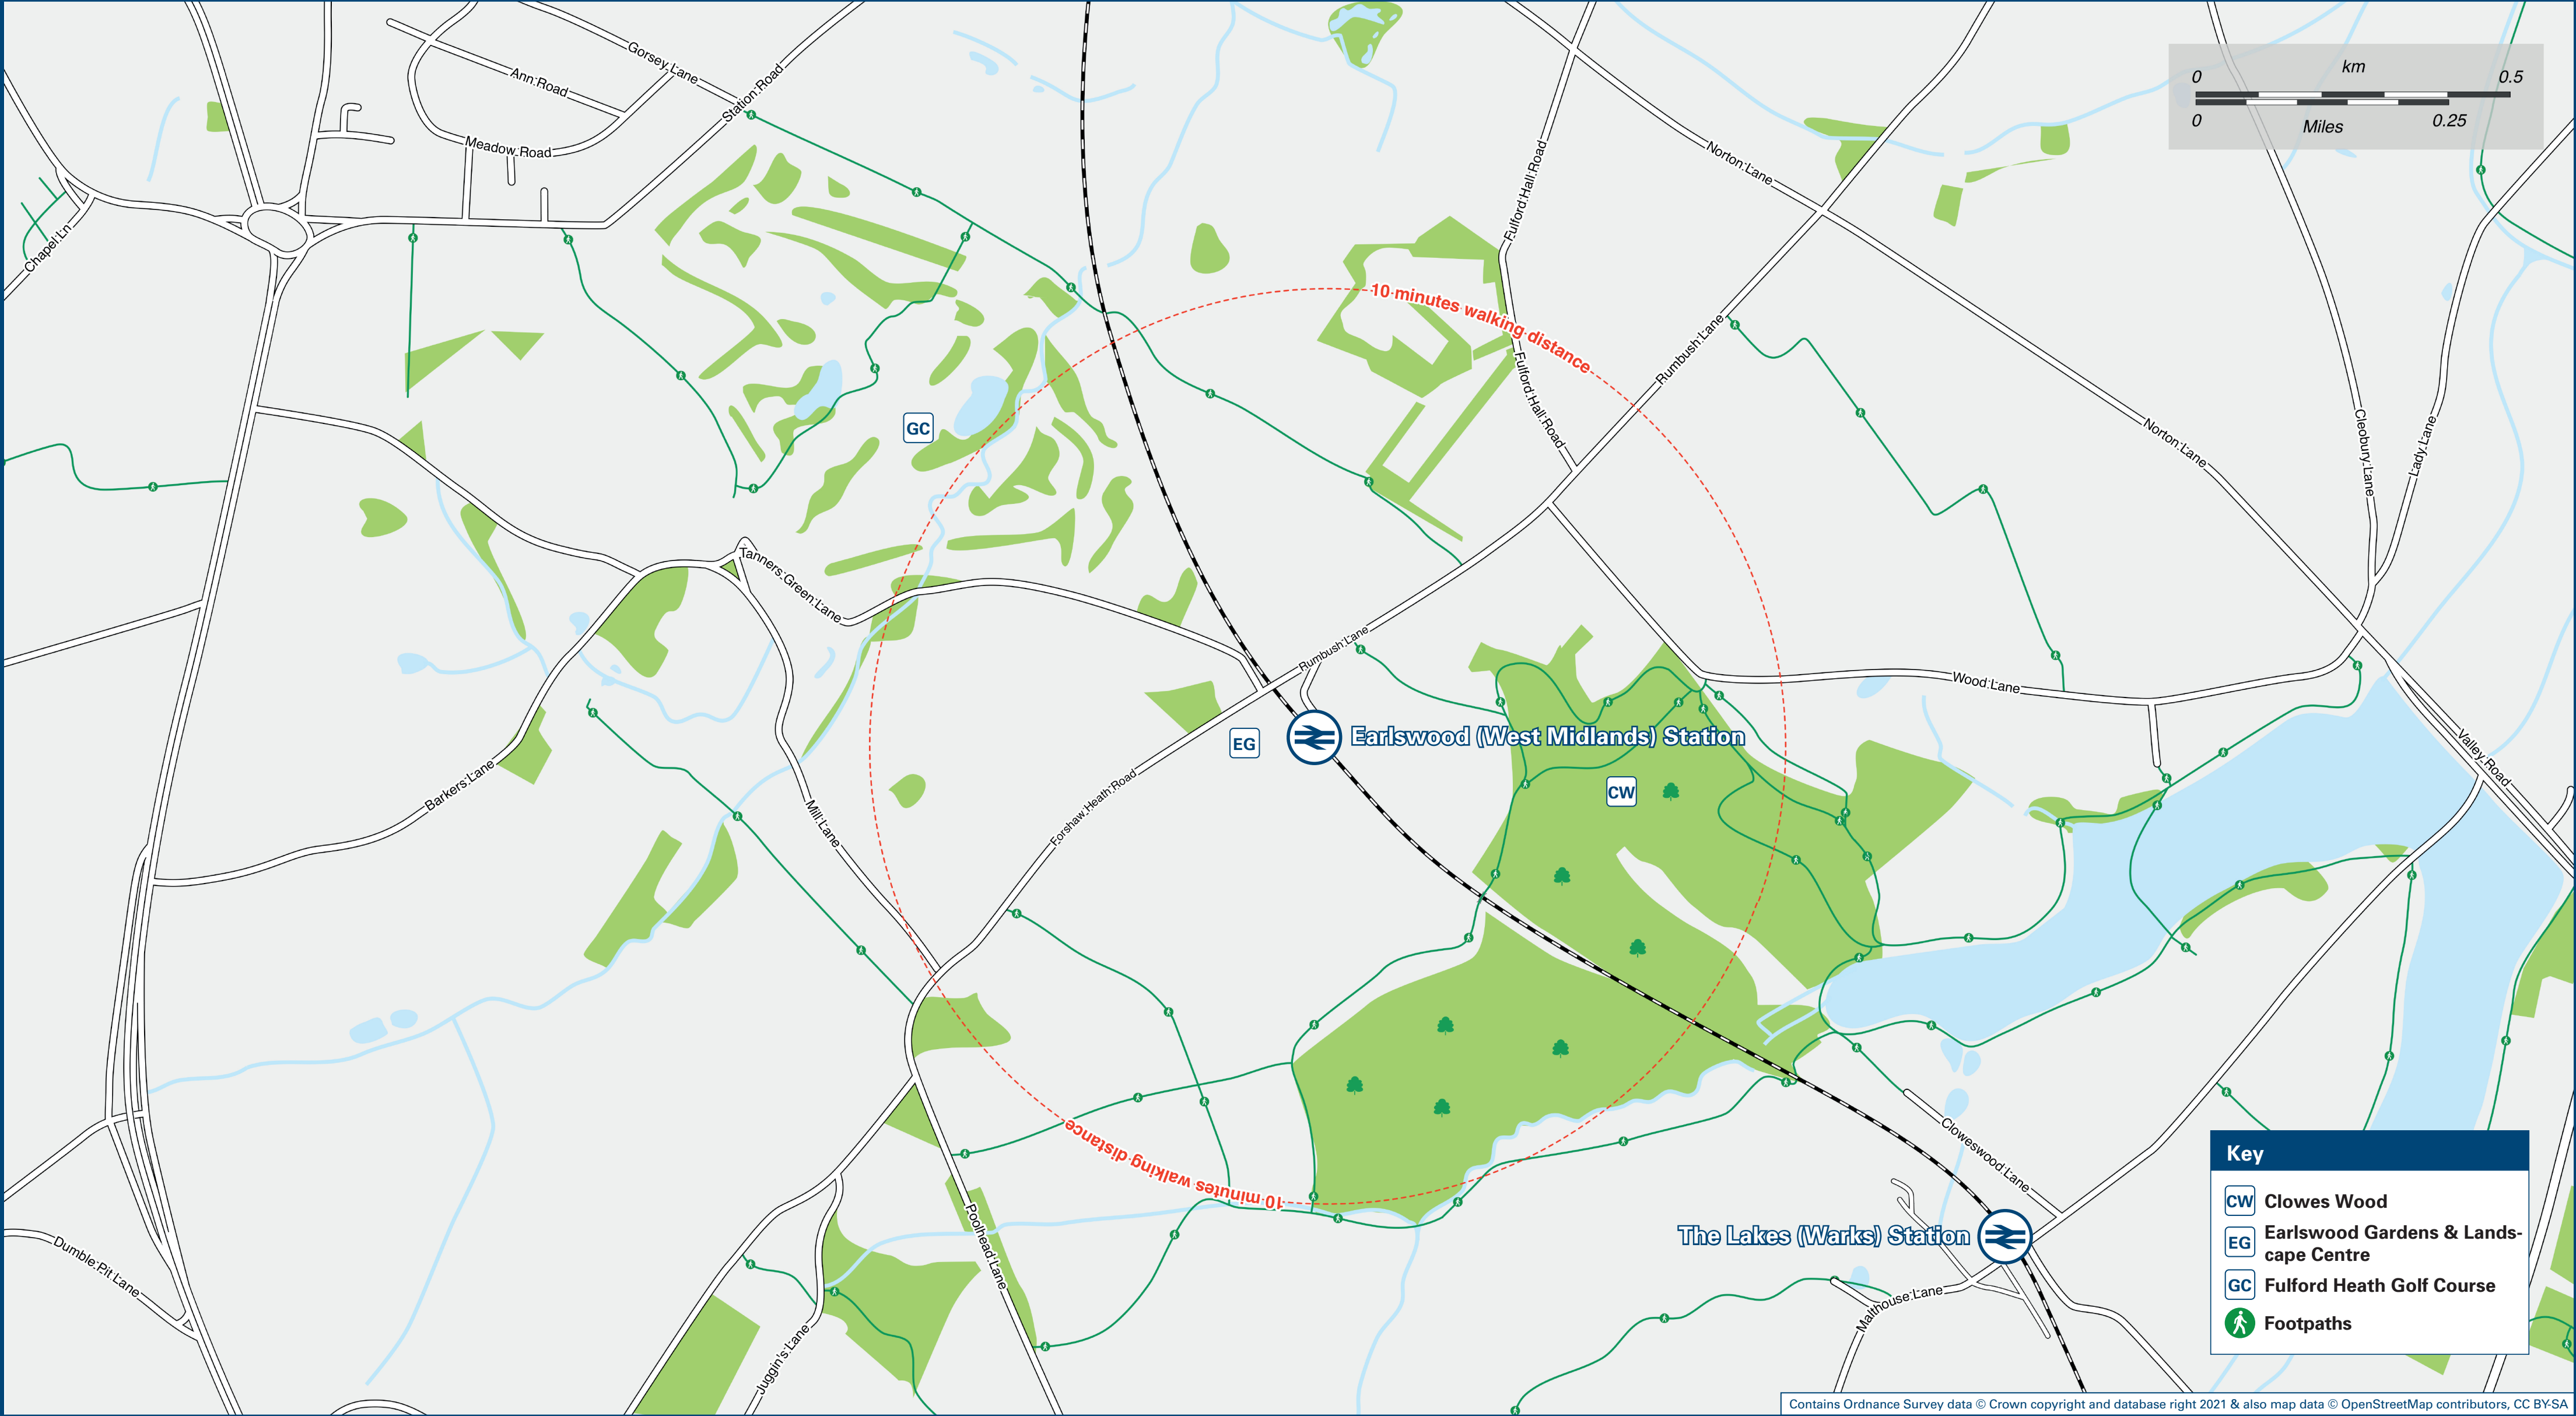 Gorsey Lane
Ann Road
Station Road
Meadow Road
Chapel Ln
Fulford Hall Road
Norton Lane
km
0
0.5
0
Miles
0.25
10 minutes walking distance
Fulford Hall Road
Rumbush Lane
GC
Norton Lane
Cleobury Lane
Lady Lane
Tanners Green Lane
Rumbush Lane
Wood Lane
EG
Earlswood (West Midlands) Station
CW
Valley Road
Barkers Lane
Mill Lane
Forshaw Heath Road
10 minutes walking distance
Cloweswood Lane
Poolhead Lane
The Lakes (Warks) Station
Dumble Pit Lane
Malthouse Lane
Juggin's Lane
Key
CW Clowes Wood
EG Earlswood Gardens & Lands-
cape Centre
GC Fulford Heath Golf Course
Footpaths
Contains Ordnance Survey data © Crown copyright and database right 2021 & also map data © OpenStreetMap contributors, CC BY-SA